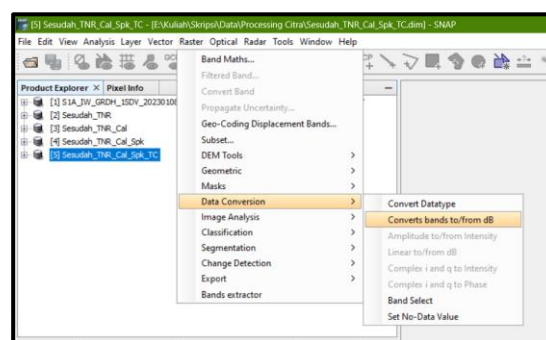 [5] Sesudah_TNR_Cal_Spk_TC - [E:\Kuliah\Skripsi\Data\Processing Citra\Sesudah_TNR_Cal_Spk_TC.dim] - SNAP
File Edit View Analysis Layer Vector Raster Optical Radar Tools Window Help
Product Explorer × Pixel Info
[1] S1A_IW_GRDH_1SDV_2023010
[2] Sesudah_TNR
[3] Sesudah_TNR_Cal
[4] Sesudah_TNR_Cal_Spk
[5] Sesudah_TNR_Cal_Spk_TC
Band Maths...
Filtered Band...
Convert Band
Propagate Uncertainty...
Geo-Coding Displacement Bands...
Subset...
DEM Tools >
Geometric >
Masks >
Data Conversion >
Image Analysis >
Classification >
Segmentation >
Change Detection >
Export >
Bands extractor
Convert Datatype
Converts bands to/from dB
Amplitude to/from Intensity
Linear to/from dB
Complex i and q to Intensity
Complex i and q to Phase
Band Select
Set No-Data Value